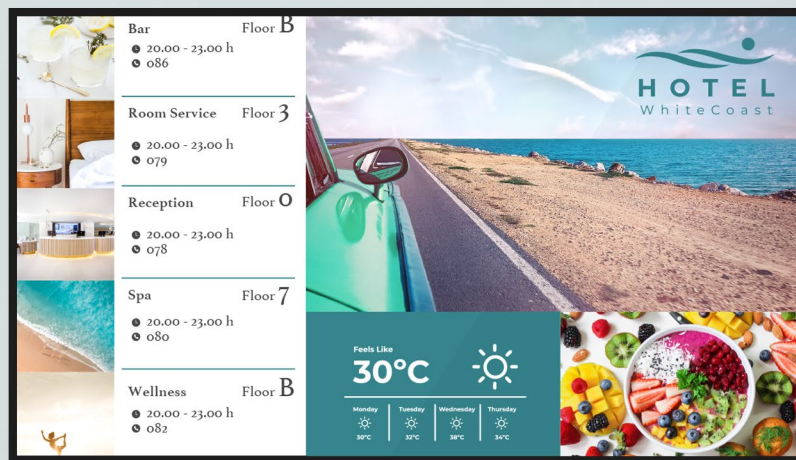 Bar Floor B
20.00 - 23.00 h
086
Room Service Floor 3
20.00 - 23.00 h
079
Reception Floor 0
20.00 - 23.00 h
078
Spa Floor 7
20.00 - 23.00 h
080
Wellness Floor B
20.00 - 23.00 h
082
HOTEL
WhiteCoast
Feels Like
30°C
Monday Tuesday Wednesday Thursday
30°C 32°C 38°C 34°C